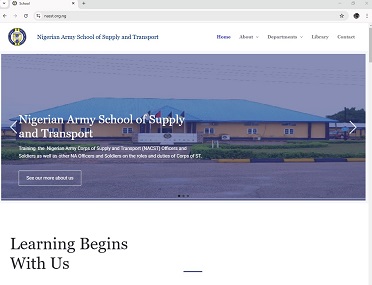 School
nasst.org.ng
Nigerian Army School of Supply and Transport
Home
About
Departments
Library
Contact
Nigerian Army School of Supply
and Transport
Training the Nigerian Army Corps of Supply and Transport (NACST) Officers and
Soldiers as well as other NA Officers and Soldiers on the roles and duties of Corps of ST.
See our more about us
Learning Begins
With Us